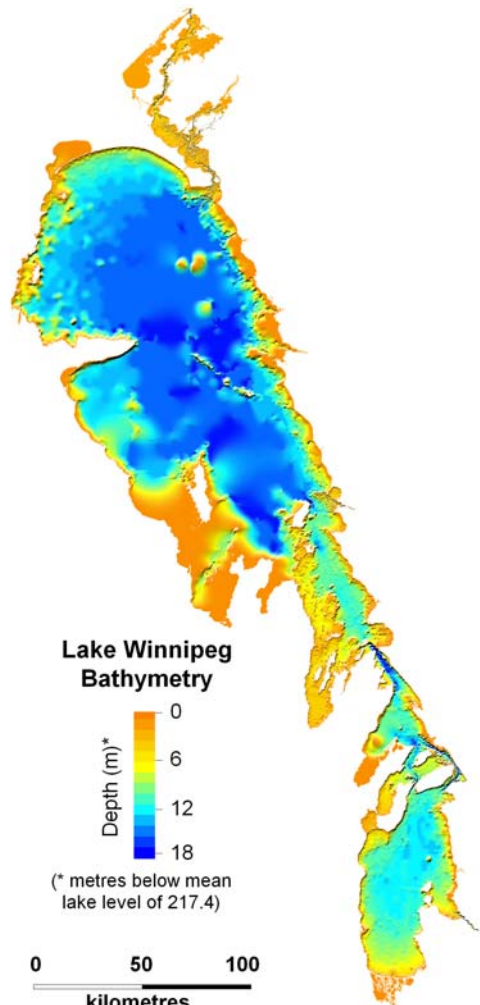 Lake Winnipeg
Bathymetry
Depth (m)*
0
6
12
18
(* metres below mean
lake level of 217.4)
0 50 100
kilometres